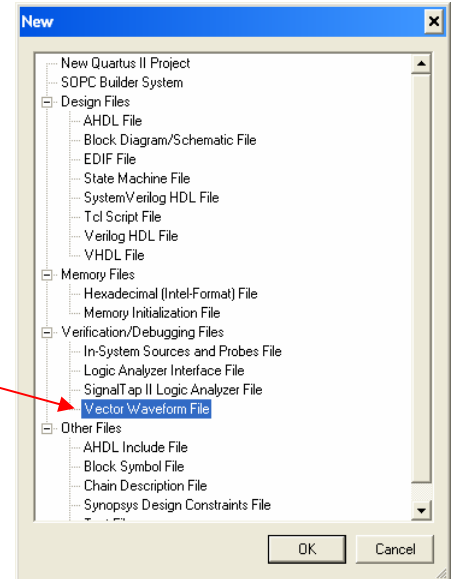 New
New Quartus II Project
SOPC Builder System
Design Files
AHDL File
Block Diagram/Schematic File
EDIF File
State Machine File
SystemVerilog HDL File
Tcl Script File
Verilog HDL File
VHDL File
Memory Files
Hexadecimal (Intel-Format) File
Memory Initialization File
Verification/Debugging Files
In-System Sources and Probes File
Logic Analyzer Interface File
SignalTap II Logic Analyzer File
Vector Waveform File
Other Files
AHDL Include File
Block Symbol File
Chain Description File
Synopsys Design Constraints File
OK Cancel